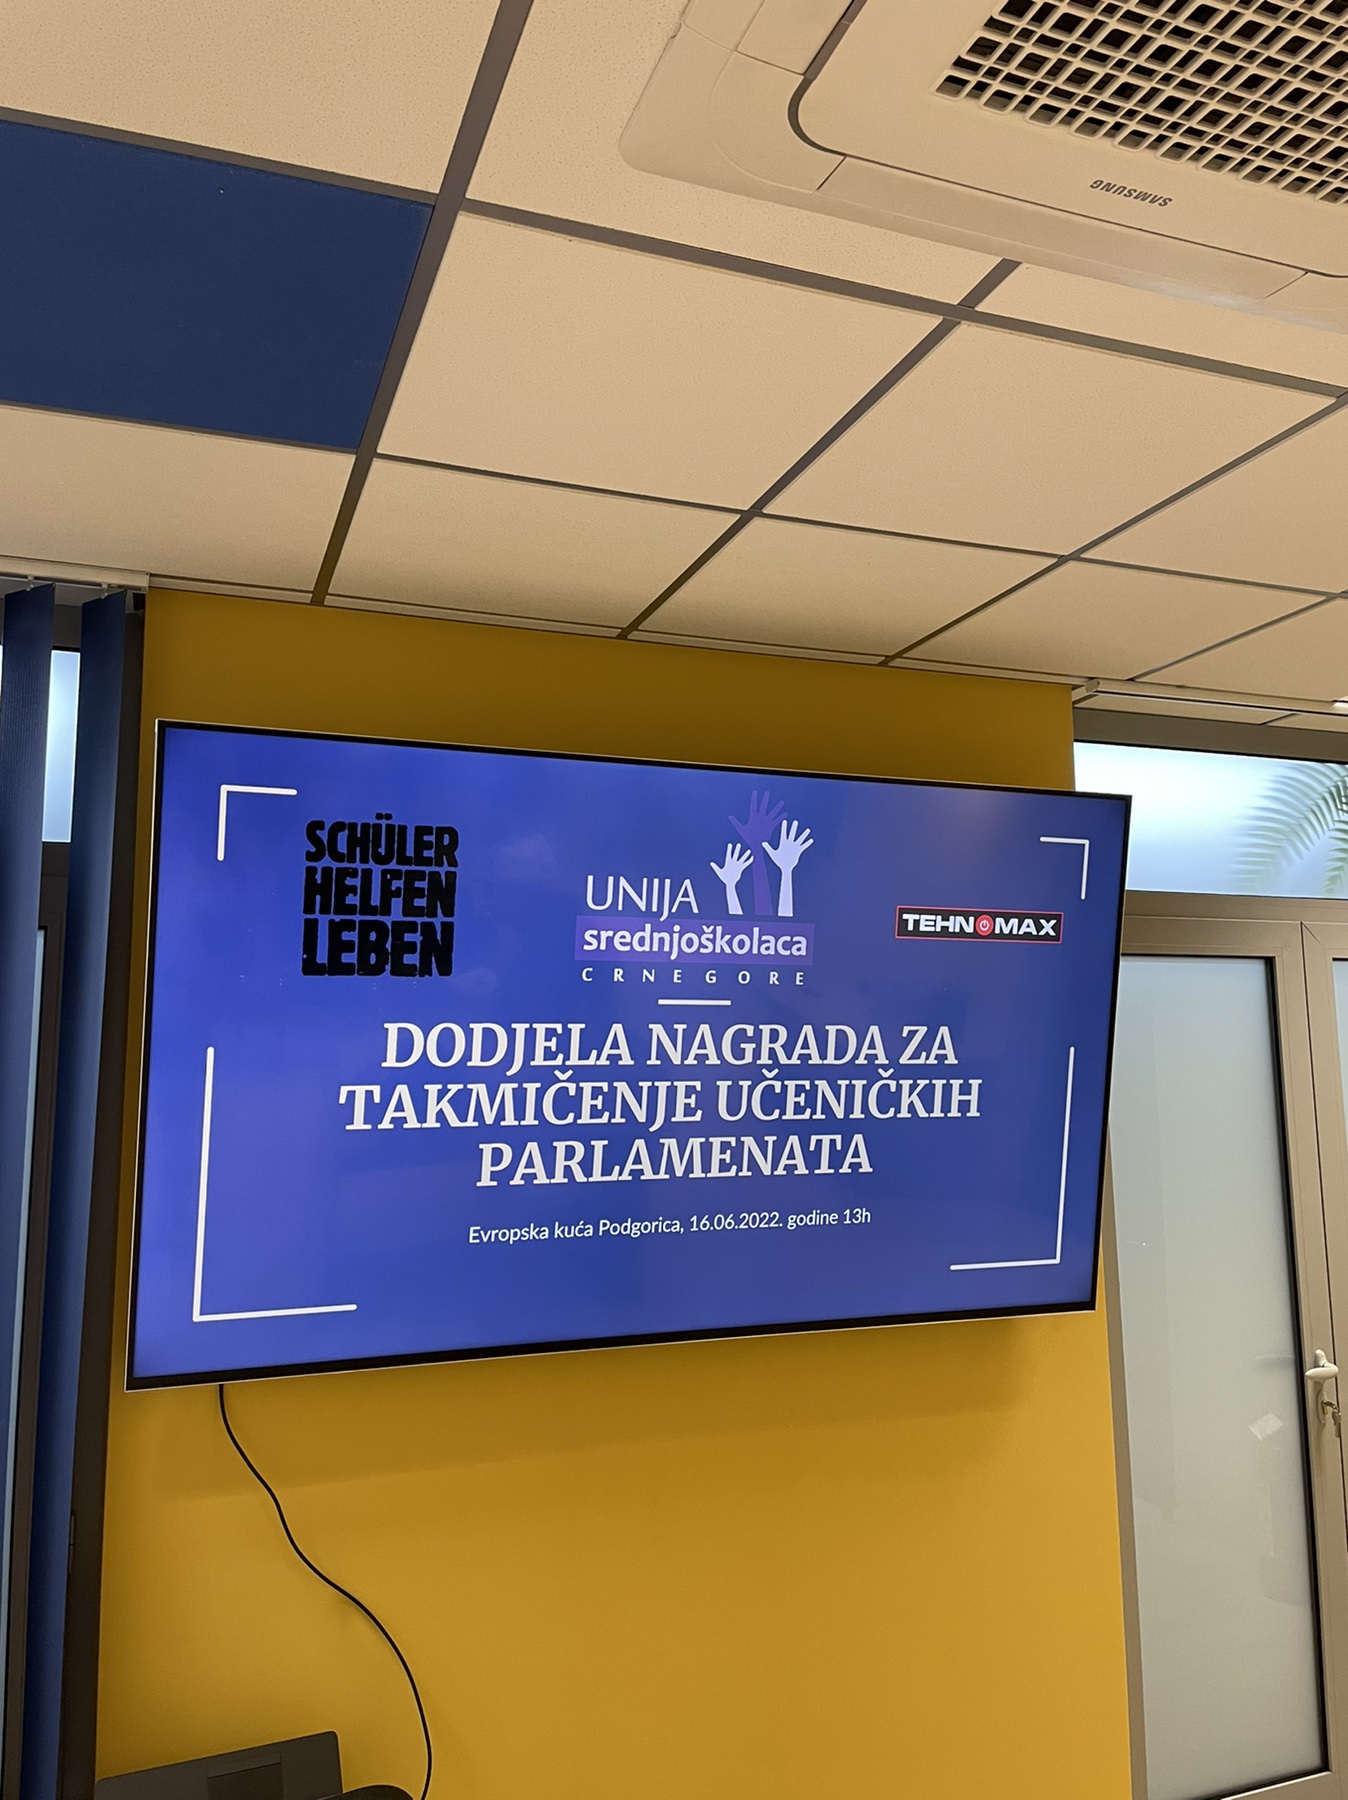 SAMSUNG
SCHÜLER
HELFEN
LEBEN
UNIJA
srednjoškolaca
CRNE GORE
TEHNOMAX
DODJELA NAGRADA ZA
TAKMIČENJE UČENIČKIH
PARLAMENATA
Evropska kuća Podgorica, 16.06.2022. godine 13h